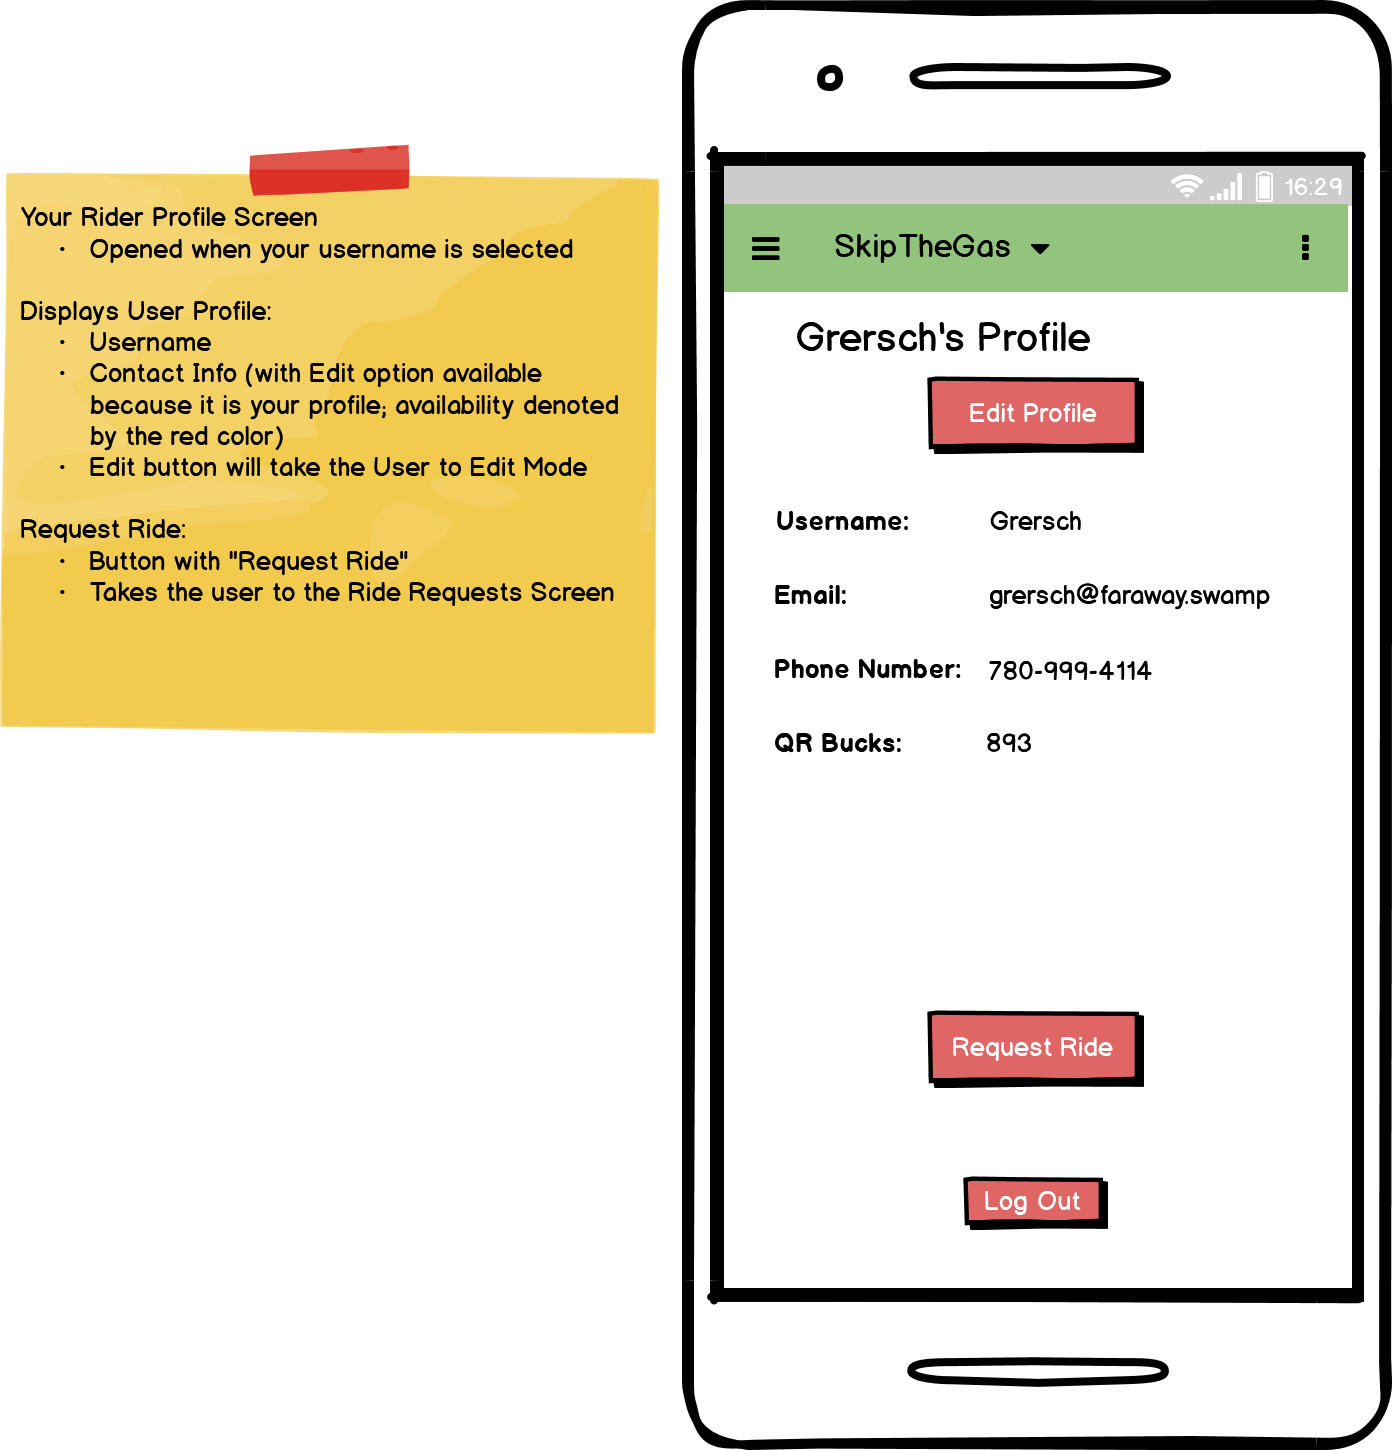 Your Rider Profile Screen
• Opened when your username is selected
Displays User Profile:
• Username
• Contact Info (with Edit option available
because it is your profile; availability denoted
by the red color)
• Edit button will take the User to Edit Mode
Request Ride:
• Button with "Request Ride"
• Takes the user to the Ride Requests Screen
16:29
SkipTheGas
Grersch's Profile
Edit Profile
Username: Grersch
Email: grersch@faraway.swamp
Phone Number: 780-999-4114
QR Bucks: 893
Request Ride
Log Out